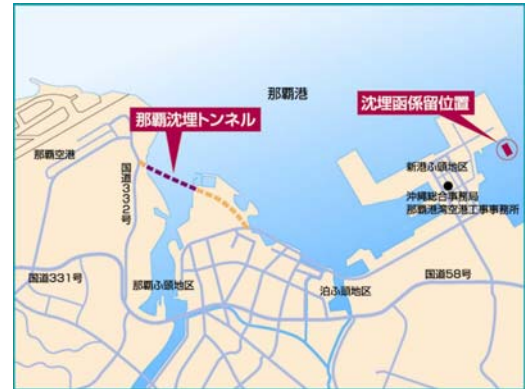 那覇港
沈埋函係留位置
那覇沈埋トンネル
那覇空港
国道332号
新港ふ頭地区
沖縄総合事務局
那覇港湾空港工事事務所
国道331号
那覇ふ頭地区
泊ふ頭地区
国道58号